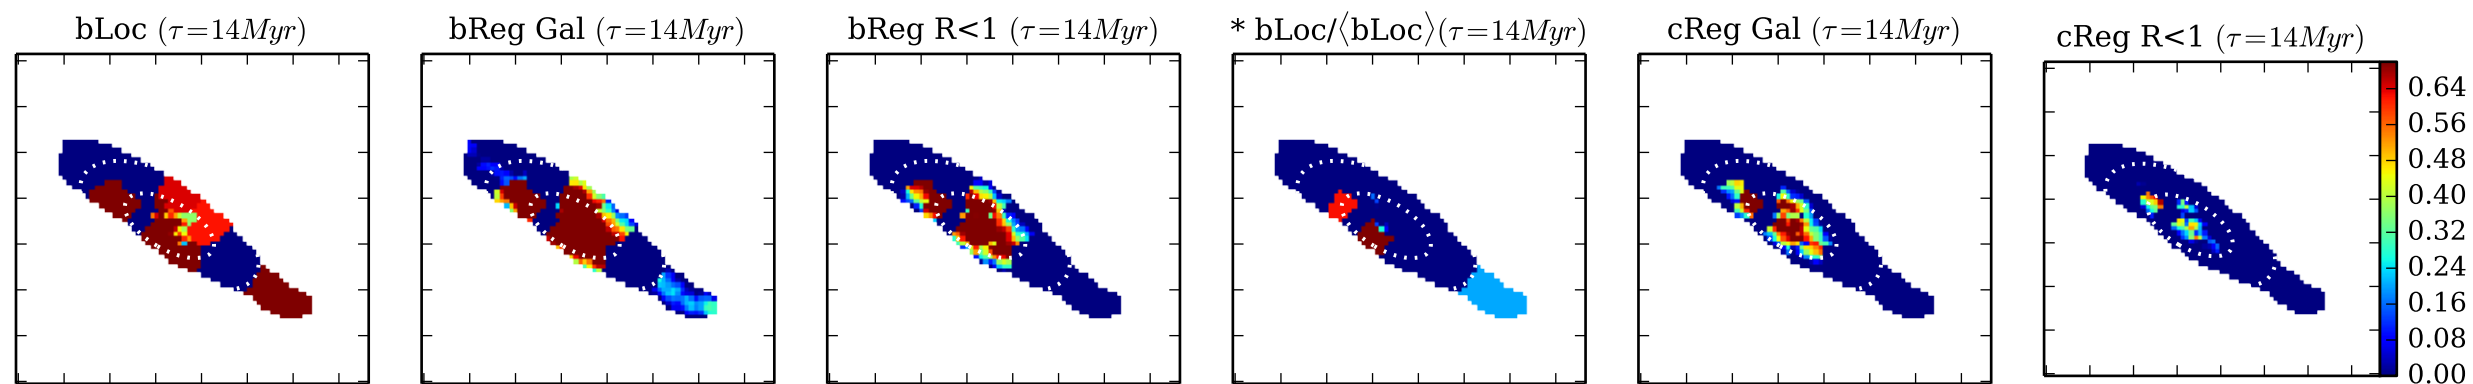 bLoc (τ=14Myr)
bReg Gal (τ=14Myr)
bReg R<1 (τ=14Myr)
* bLoc/⟨bLoc⟩(τ=14Myr)
cReg Gal (τ=14Myr)
cReg R<1 (τ=14Myr)
0.64
0.56
0.48
0.40
0.32
0.24
0.16
0.08
0.00